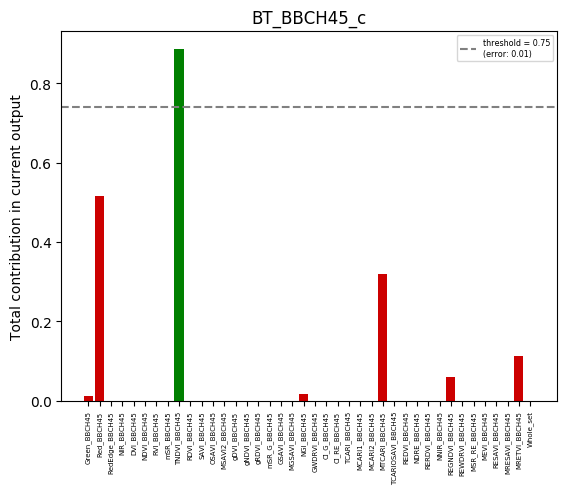 BT_BBCH45_c
threshold = 0.75
(error: 0.01)
Total contribution in current output
0.8
0.6
0.4
0.2
0.0
Green_BBCH45
Red_BBCH45
RedEdge_BBCH45
NIR_BBCH45
DVI_BBCH45
NDVI_BBCH45
RVI_BBCH45
mSR_BBCH45
TNDVI_BBCH45
RDVI_BBCH45
SAVI_BBCH45
OSAVI_BBCH45
MSAVI2_BBCH45
gDVI_BBCH45
gNDVI_BBCH45
gRDVI_BBCH45
mSR_G_BBCH45
GSAVI_BBCH45
MGSAVI_BBCH45
NGI_BBCH45
GWDRVI_BBCH45
CI_G_BBCH45
CI_RE_BBCH45
TCARI_BBCH45
MCARI1_BBCH45
MCARI2_BBCH45
MTCARI_BBCH45
TCARIOSAVI_BBCH45
REDVI_BBCH45
NDRE_BBCH45
RERDVI_BBCH45
NNIR_BBCH45
REGNDVI_BBCH45
REWDRVI_BBCH45
MSR_RE_BBCH45
MEVI_BBCH45
RESAVI_BBCH45
MRESAVI_BBCH45
MRETVI_BBCH45
Whole_set